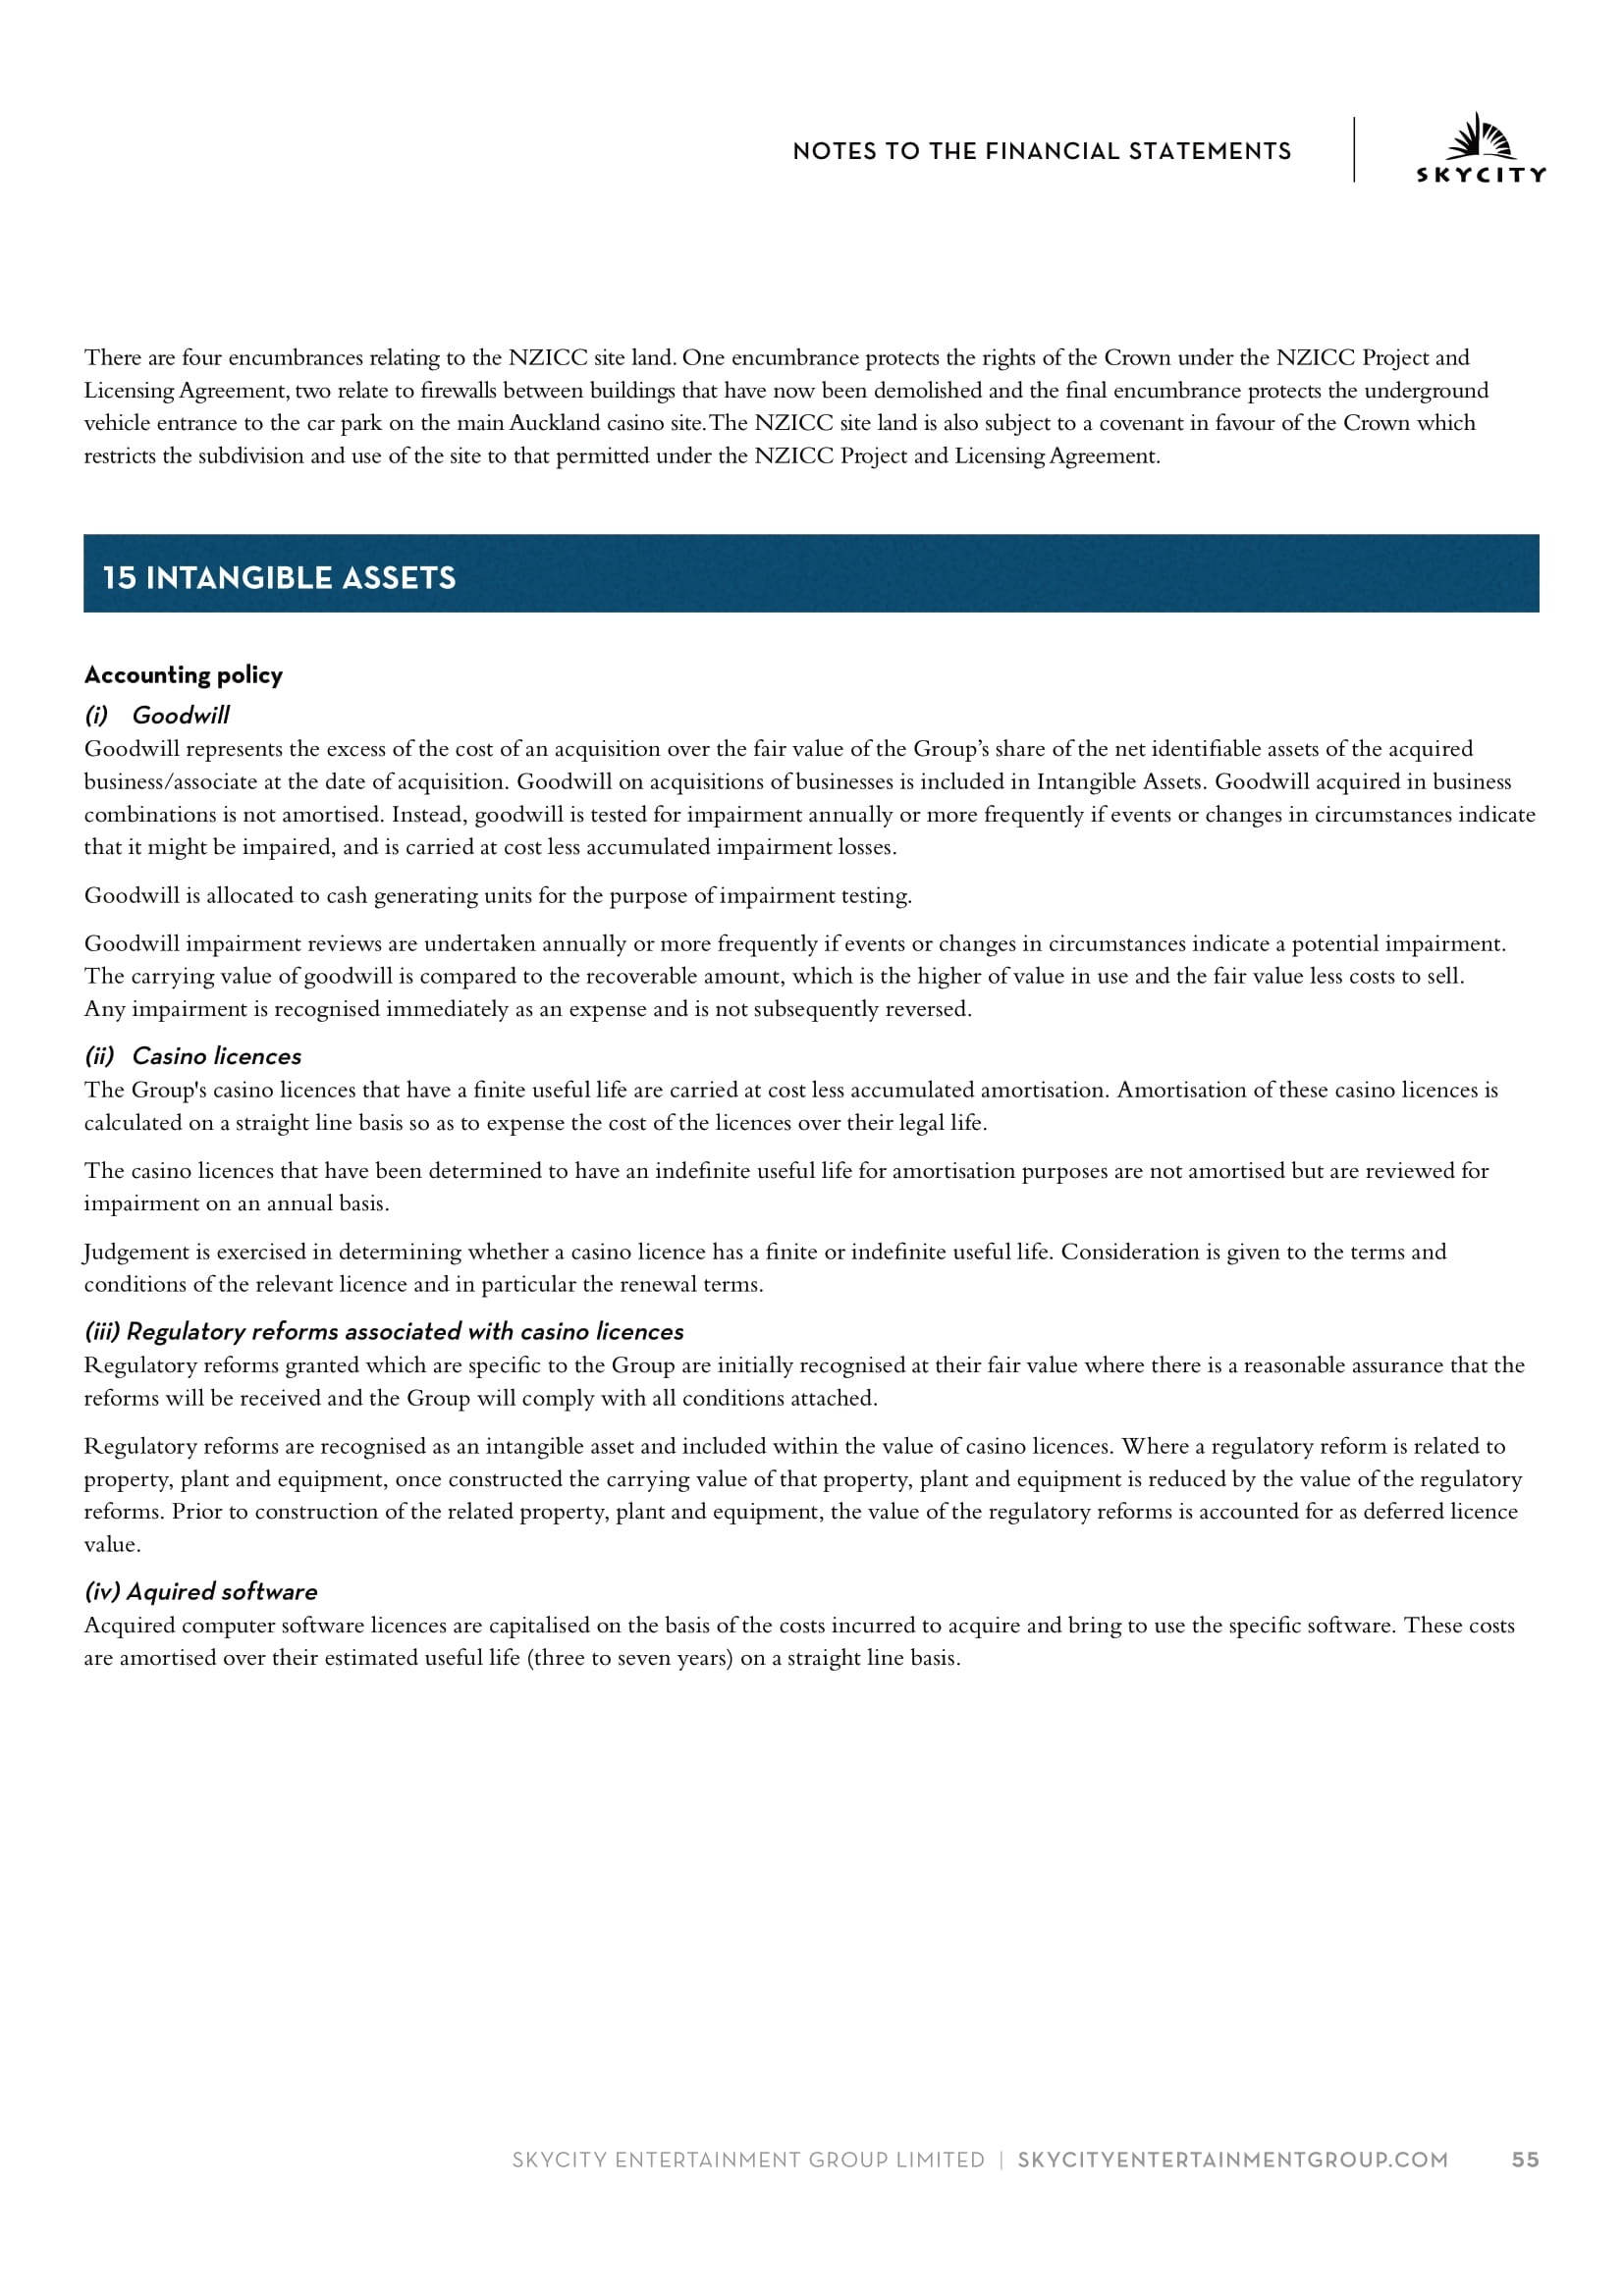 NOTES TO THE FINANCIAL STATEMENTS
SKYCITY
There are four encumbrances relating to the NZICC site land. One encumbrance protects the rights of the Crown under the NZICC Project and
Licensing Agreement, two relate to firewalls between buildings that have now been demolished and the final encumbrance protects the underground
vehicle entrance to the car park on the main Auckland casino site. The NZICC site land is also subject to a covenant in favour of the Crown which
restricts the subdivision and use of the site to that permitted under the NZICC Project and Licensing Agreement.
15 INTANGIBLE ASSETS
Accounting policy
(i) Goodwill
Goodwill represents the excess of the cost of an acquisition over the fair value of the Group’s share of the net identifiable assets of the acquired
business/associate at the date of acquisition. Goodwill on acquisitions of businesses is included in Intangible Assets. Goodwill acquired in business
combinations is not amortised. Instead, goodwill is tested for impairment annually or more frequently if events or changes in circumstances indicate
that it might be impaired, and is carried at cost less accumulated impairment losses.
Goodwill is allocated to cash generating units for the purpose of impairment testing.
Goodwill impairment reviews are undertaken annually or more frequently if events or changes in circumstances indicate a potential impairment.
The carrying value of goodwill is compared to the recoverable amount, which is the higher of value in use and the fair value less costs to sell.
Any impairment is recognised immediately as an expense and is not subsequently reversed.
(ii) Casino licences
The Group's casino licences that have a finite useful life are carried at cost less accumulated amortisation. Amortisation of these casino licences is
calculated on a straight line basis so as to expense the cost of the licences over their legal life.
The casino licences that have been determined to have an indefinite useful life for amortisation purposes are not amortised but are reviewed for
impairment on an annual basis.
Judgement is exercised in determining whether a casino licence has a finite or indefinite useful life. Consideration is given to the terms and
conditions of the relevant licence and in particular the renewal terms.
(iii) Regulatory reforms associated with casino licences
Regulatory reforms granted which are specific to the Group are initially recognised at their fair value where there is a reasonable assurance that the
reforms will be received and the Group will comply with all conditions attached.
Regulatory reforms are recognised as an intangible asset and included within the value of casino licences. Where a regulatory reform is related to
property, plant and equipment, once constructed the carrying value of that property, plant and equipment is reduced by the value of the regulatory
reforms. Prior to construction of the related property, plant and equipment, the value of the regulatory reforms is accounted for as deferred licence
value.
(iv) Aquired software
Acquired computer software licences are capitalised on the basis of the costs incurred to acquire and bring to use the specific software. These costs
are amortised over their estimated useful life (three to seven years) on a straight line basis.
SKYCITY ENTERTAINMENT GROUP LIMITED | SKYCITYENTERTAINMENTGROUP.COM 55